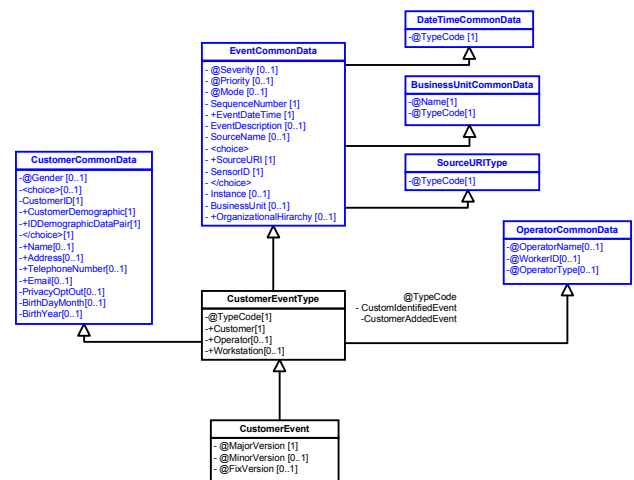 DateTimeCommonData
-@TypeCode [1]
EventCommonData
- @Severity [0..1]
- @Priority [0..1]
- @Mode [0..1]
- SequenceNumber [1]
- +EventDateTime [1]
- EventDescription [0..1]
- SourceName [0..1]
- <choice>
- +SourceURI [1]
- SensorID [1]
- </choice>
- Instance [0..1]
- BusinessUnit [0..1]
- +OrganizationalHirarchy [0..1]
BusinessUnitCommonData
-@Name[1]
-@TypeCode[1]
SourceURIType
-@TypeCode[1]
CustomerCommonData
-@Gender [0..1]
-<choice>[0..1]
-CustomerID[1]
-+CustomerDemographic[1]
-+IDDemographicDataPair[1]
-</choice>[1]
-+Name[0..1]
-+Address[0..1]
-+TelephoneNumber[0..1]
-+Email[0..1]
-PrivacyOptOut[0..1]
-BirthDayMonth[0..1]
-BirthYear[0..1]
OperatorCommonData
-@OperatorName[0..1]
-@WorkerID[0..1]
-@OperatorType[0..1]
CustomerEventType
-@TypeCode[1]
-+Customer[1]
-+Operator[0..1]
-+Workstation[0..1]
@TypeCode
- CustomIdentifiedEvent
-CustomerAddedEvent
CustomerEvent
- @MajorVersion [1]
- @MinorVersion [0..1]
- @FixVersion [0..1]